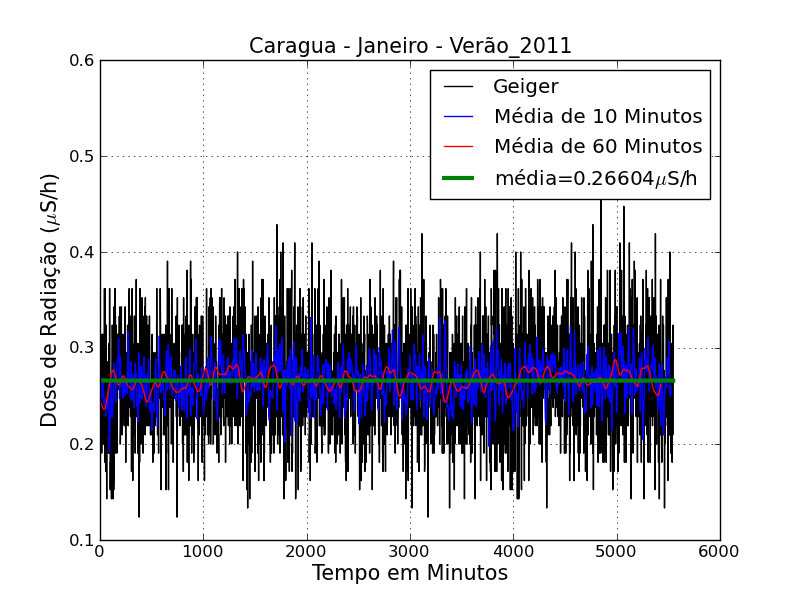 Caragua - Janeiro - Verão_2011
Geiger
Média de 10 Minutos
Média de 60 Minutos
média=0.26604μS/h
Dose de Radiação (μS/h)
0.6
0.5
0.4
0.3
0.2
0.1
0 1000 2000 3000 4000 5000 6000
Tempo em Minutos